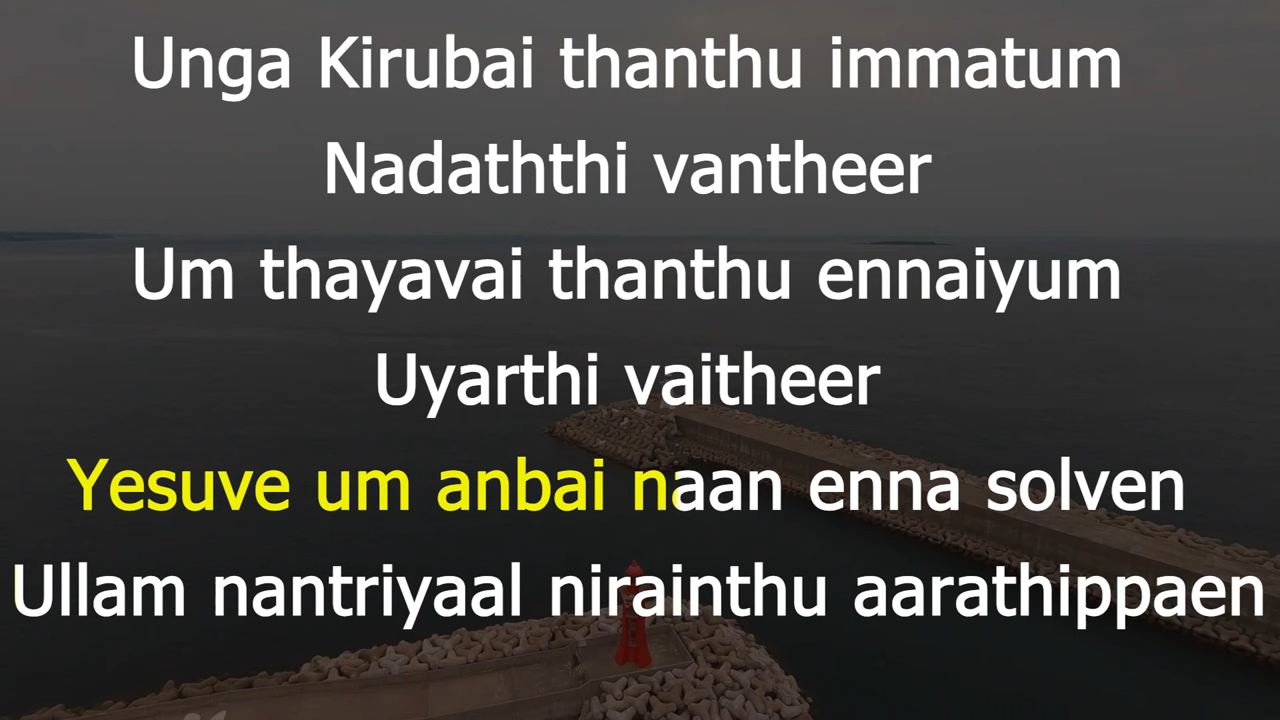 Unga Kirubai thanthu immatum
Nadaththi vantheer
Um thayavai thanthu ennaiyum
Uyarthi vaitheer
Yesuve um anbai naan enna solven
Ullam nantriyaal nirainthu aarathippaen